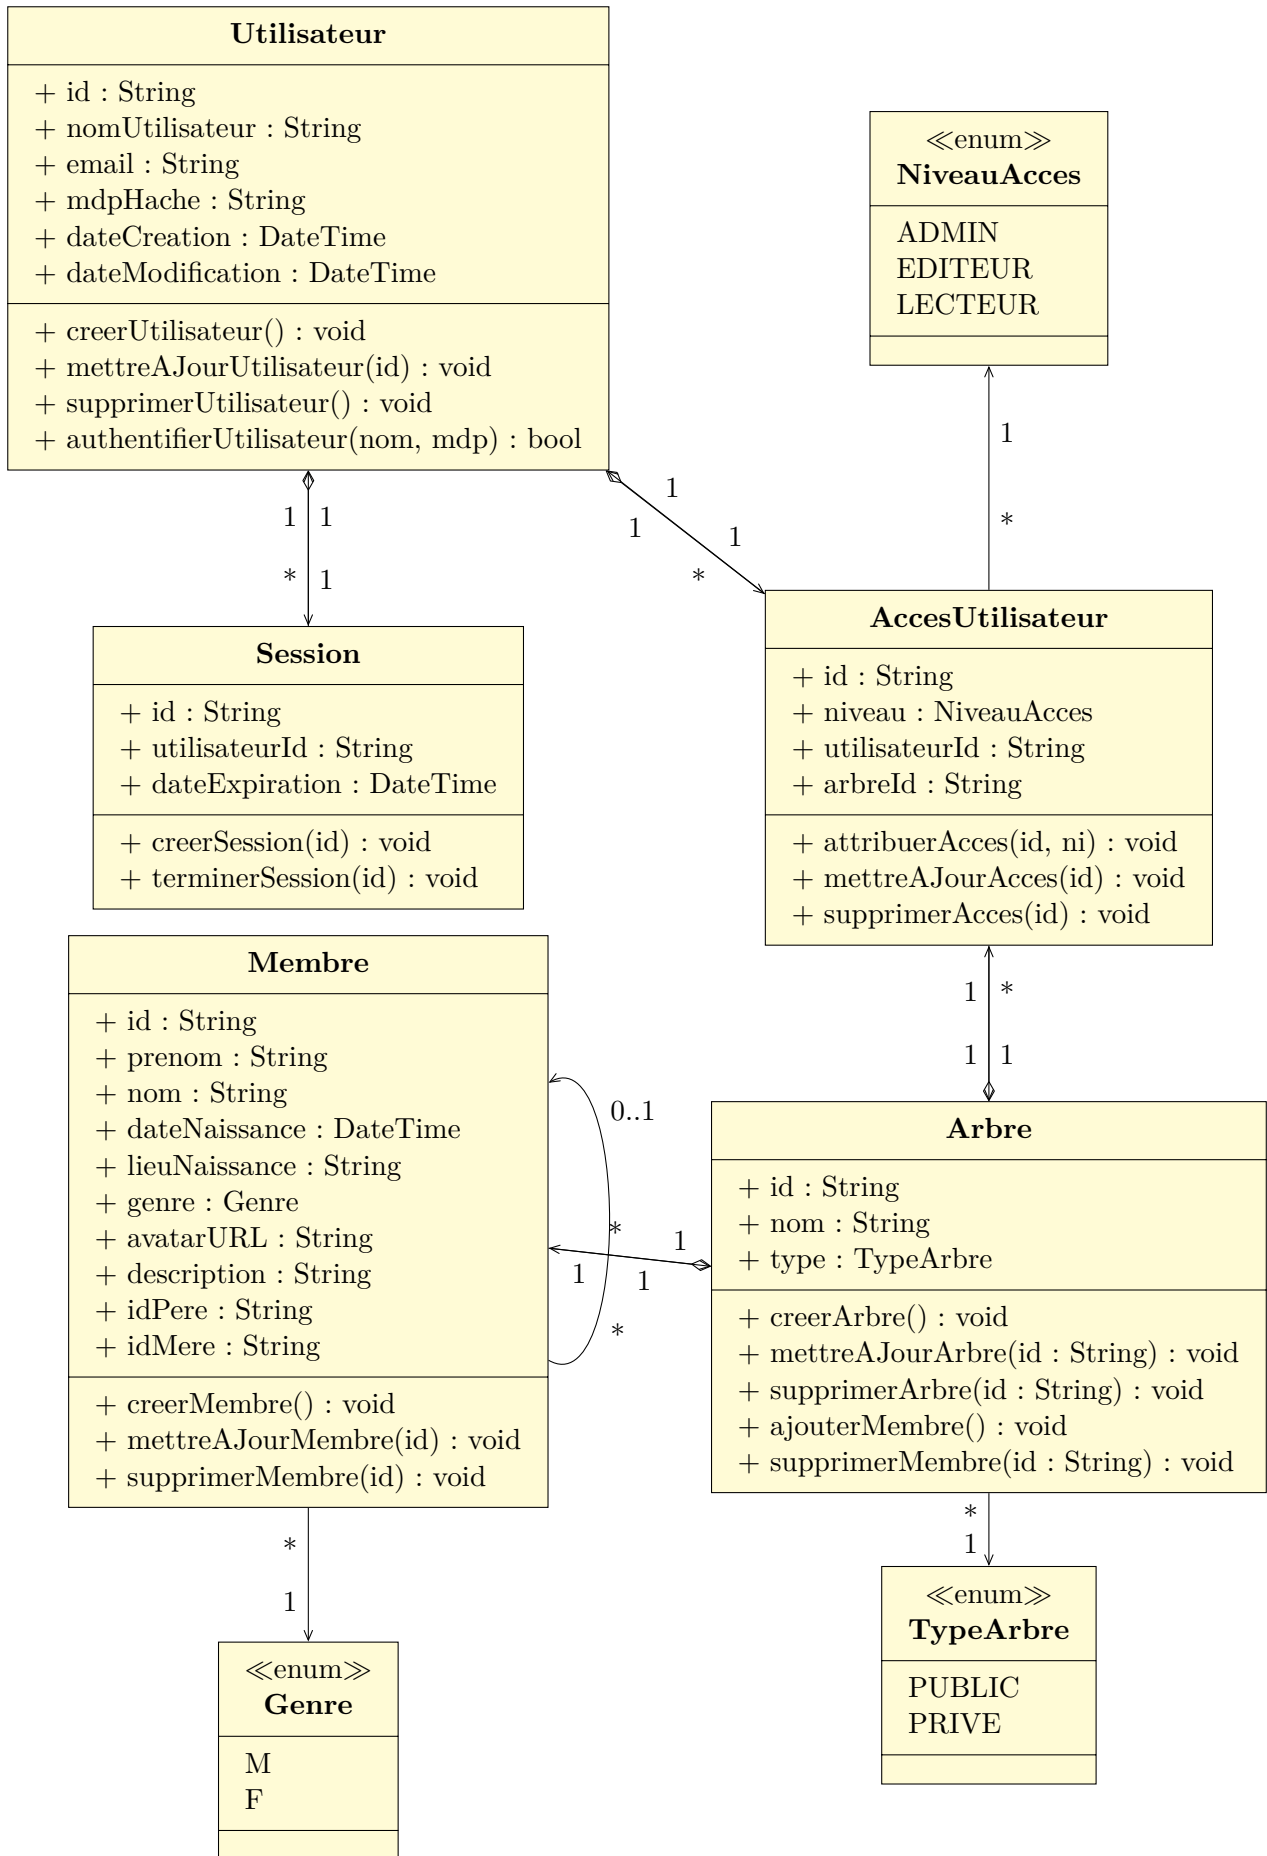 Utilisateur
+ id : String
+ nomUtilisateur : String
+ email : String
+ mdpHache : String
+ dateCreation : DateTime
+ dateModification : DateTime
+ creerUtilisateur() : void
+ mettreAJourUtilisateur(id) : void
+ supprimerUtilisateur() : void
+ authentifierUtilisateur(nom, mdp) : bool
≪enum≫
NiveauAcces
ADMIN
EDITEUR
LECTEUR
1
*
1 1
* 1
1
1
1
*
Session
+ id : String
+ utilisateurId : String
+ dateExpiration : DateTime
+ creerSession(id) : void
+ terminerSession(id) : void
AccesUtilisateur
+ id : String
+ niveau : NiveauAcces
+ utilisateurId : String
+ arbreId : String
+ attribuerAcces(id, ni) : void
+ mettreAJourAcces(id) : void
+ supprimerAcces(id) : void
1 *
1 1
Membre
+ id : String
+ prenom : String
+ nom : String
+ dateNaissance : DateTime
+ lieuNaissance : String
+ genre : Genre
+ avatarURL : String
+ description : String
+ idPere : String
+ idMere : String
+ creerMembre() : void
+ mettreAJourMembre(id) : void
+ supprimerMembre(id) : void
0..1
*
1
1
1
*
Arbre
+ id : String
+ nom : String
+ type : TypeArbre
+ creerArbre() : void
+ mettreAJourArbre(id : String) : void
+ supprimerArbre(id : String) : void
+ ajouterMembre() : void
+ supprimerMembre(id : String) : void
*
1
*
1
≪enum≫
Genre
M
F
≪enum≫
TypeArbre
PUBLIC
PRIVE